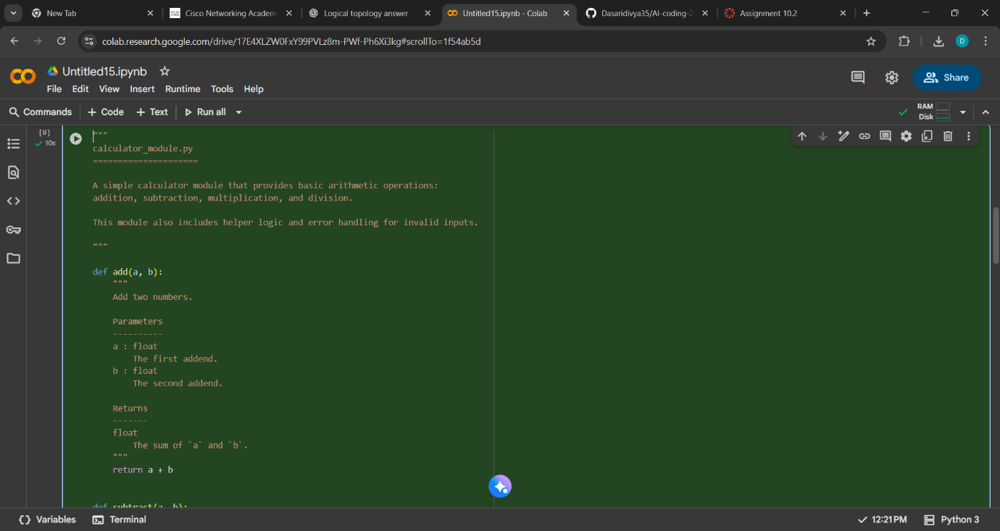 New Tab
Cisco Networking Academ
Logical topology answer
Untitled15.ipynb - Colab
Dasaridivya35/AI-coding-2
Assignment 10.2
colab.research.google.com/drive/17E4XLZW0FxY99PVLz8m-PWf-Ph6Xi3kg#scrollTo=1f54ab5d
D
Untitled15.ipynb
File Edit View Insert Runtime Tools Help
Share
Commands + Code + Text Run all
RAM
Disk
[8]
10s
"""
calculator_module.py
=====================
A simple calculator module that provides basic arithmetic operations:
addition, subtraction, multiplication, and division.
This module also includes helper logic and error handling for invalid inputs.
"""
def add(a, b):
"""
Add two numbers.
Parameters
----------
a : float
The first addend.
b : float
The second addend.
Returns
-------
float
The sum of `a` and `b`.
"""
return a + b
def subtract(a, b):
Variables Terminal
12:21 PM Python 3